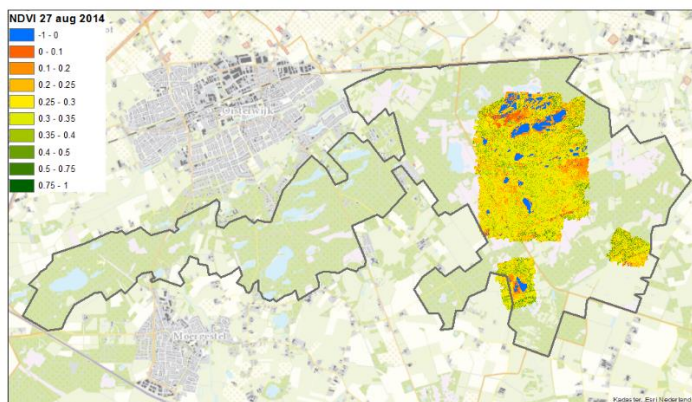 NDVI 27 aug 2014
-1 - 0
0 - 0.1
0.1 - 0.2
0.2 - 0.25
0.25 - 0.3
0.3 - 0.35
0.35 - 0.4
0.4 - 0.5
0.5 - 0.75
0.75 - 1
Oisterwijk
Moergestel
Kadaster, Esri Nederland